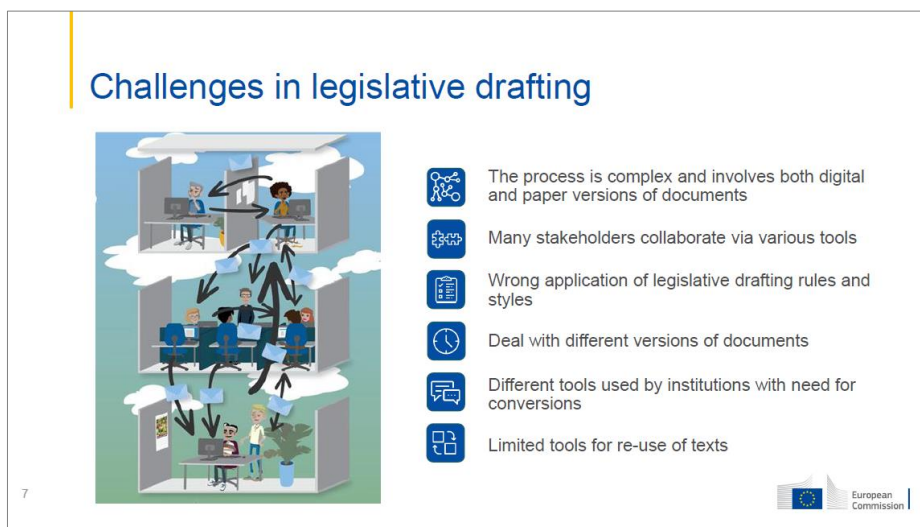 Challenges in legislative drafting
The process is complex and involves both digital
and paper versions of documents
Many stakeholders collaborate via various tools
Wrong application of legislative drafting rules and
styles
Deal with different versions of documents
Different tools used by institutions with need for
conversions
Limited tools for re-use of texts
7
European
Commission